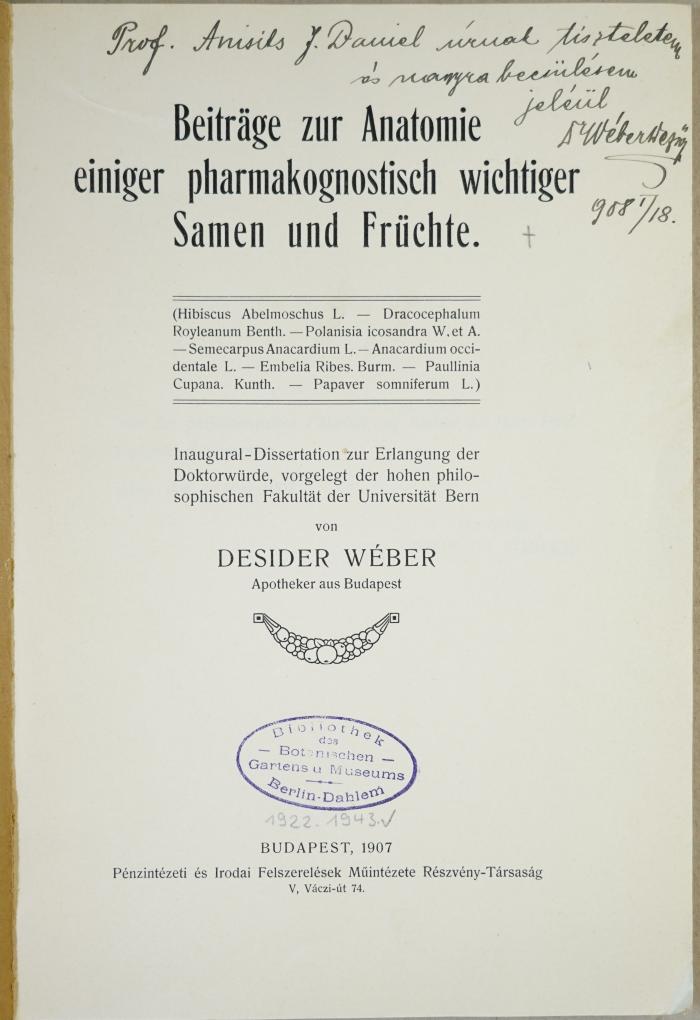 Prof. Anisits J. Daniel úrnak tiszteletem
és nagyra becsülésem
jeléül
Dr Wéber Dezső
908 I/18.
Beiträge zur Anatomie
einiger pharmakognostisch wichtiger
Samen und Früchte.
(Hibiscus Abelmoschus L. — Dracocephalum
Royleanum Benth. — Polanisia icosandra W. et A.
— Semecarpus Anacardium L. — Anacardium occi-
dentale L. — Embelia Ribes. Burm. — Paullinia
Cupana. Kunth. — Papaver somniferum L.)
Inaugural-Dissertation zur Erlangung der
Doktorwürde, vorgelegt der hohen philo-
sophischen Fakultät der Universität Bern
von
DESIDER WÉBER
Apotheker aus Budapest
Bibliothek
des
— Botanischen —
Gartens u Museums
Berlin-Dahlem
1922. 1943.
BUDAPEST, 1907
Pénzintézeti és Irodai Felszerelések Műintézete Részvény-Társaság
V, Váczi-út 74.